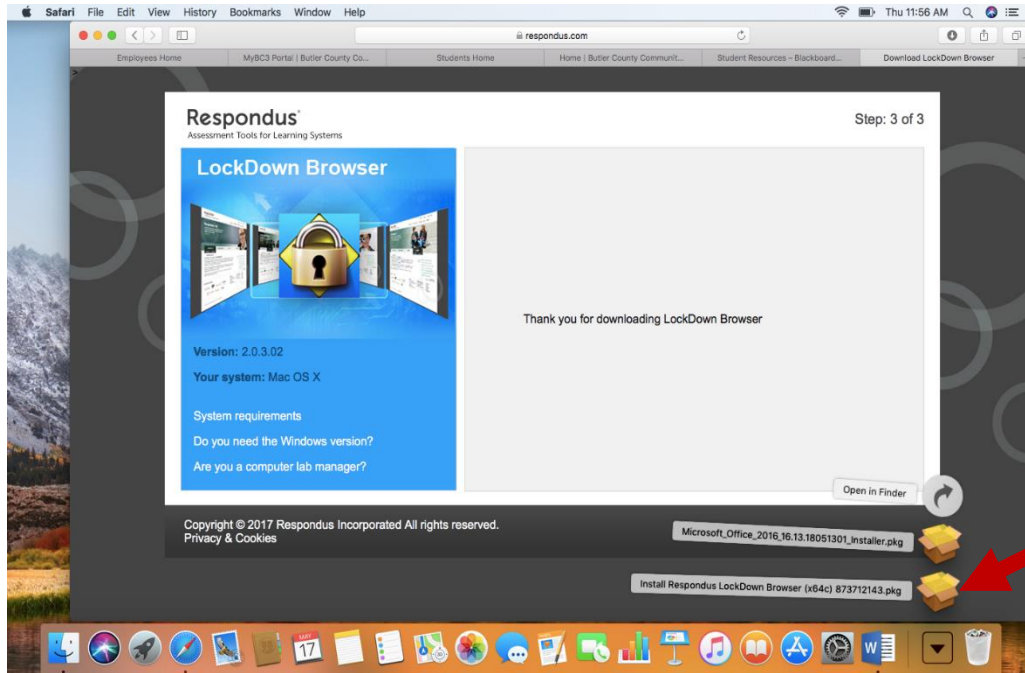 Safari File Edit View History Bookmarks Window Help Thu 11:56 AM
respondus.com
Employees Home MyBC3 Portal | Butler County Co... Students Home Home | Butler County Communit... Student Resources – Blackboard... Download LockDown Browser
Respondus
Step: 3 of 3
Assessment Tools for Learning Systems
LockDown Browser
Thank you for downloading LockDown Browser
Version: 2.0.3.02
Your system: Mac OS X
System requirements
Do you need the Windows version?
Are you a computer lab manager?
Open in Finder
Copyright © 2017 Respondus Incorporated All rights reserved.
Privacy & Cookies
Microsoft_Office_2016_16.13.18051301_Installer.pkg
Install Respondus LockDown Browser (x64c) 873712143.pkg
MAY
17
W